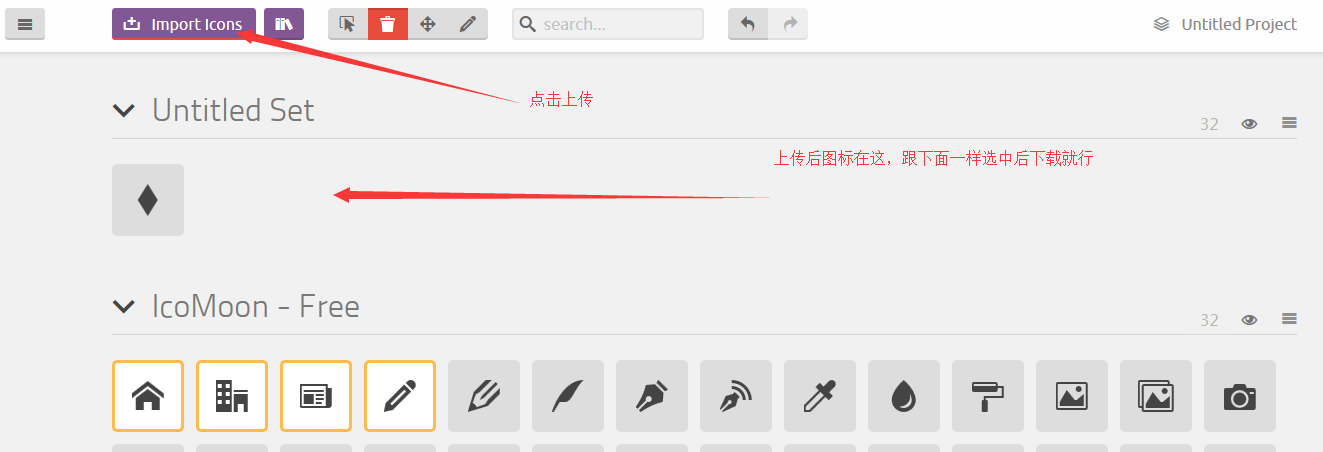 Import Icons
search...
Untitled Project
点击上传
Untitled Set
32
上传后图标在这，跟下面一样选中后下载就行
IcoMoon - Free
32